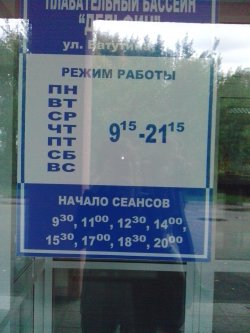 ПЛАВАТЕЛЬНЫЙ БАССЕЙН
ул. Ватутина
РЕЖИМ РАБОТЫ
ПН
ВТ
СР
ЧТ
ПТ
СБ
ВС
9¹⁵-21¹⁵
НАЧАЛО СЕАНСОВ
9³⁰, 11⁰⁰, 12³⁰, 14⁰⁰,
15³⁰, 17⁰⁰, 18³⁰, 20⁰⁰